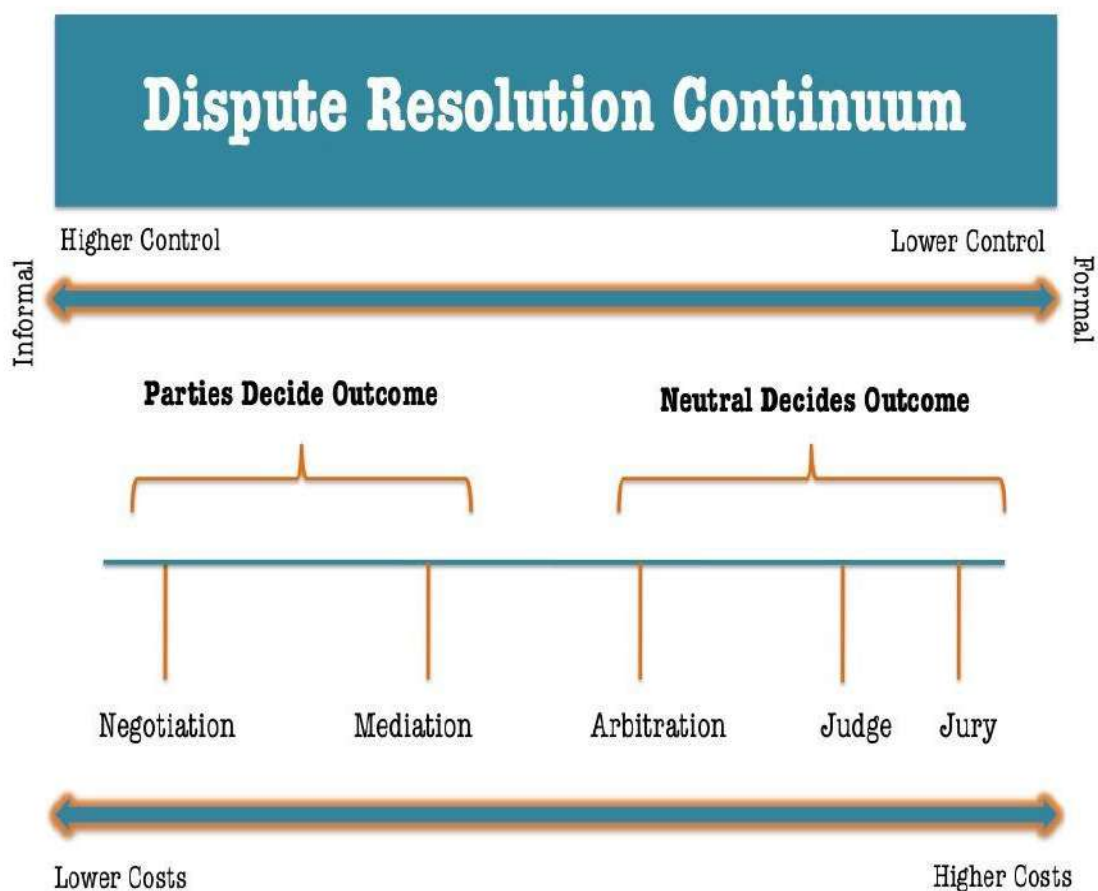 Dispute Resolution Continuum
Higher Control
Lower Control
Informal
Formal
Parties Decide Outcome
Neutral Decides Outcome
Negotiation
Mediation
Arbitration
Judge
Jury
Lower Costs
Higher Costs